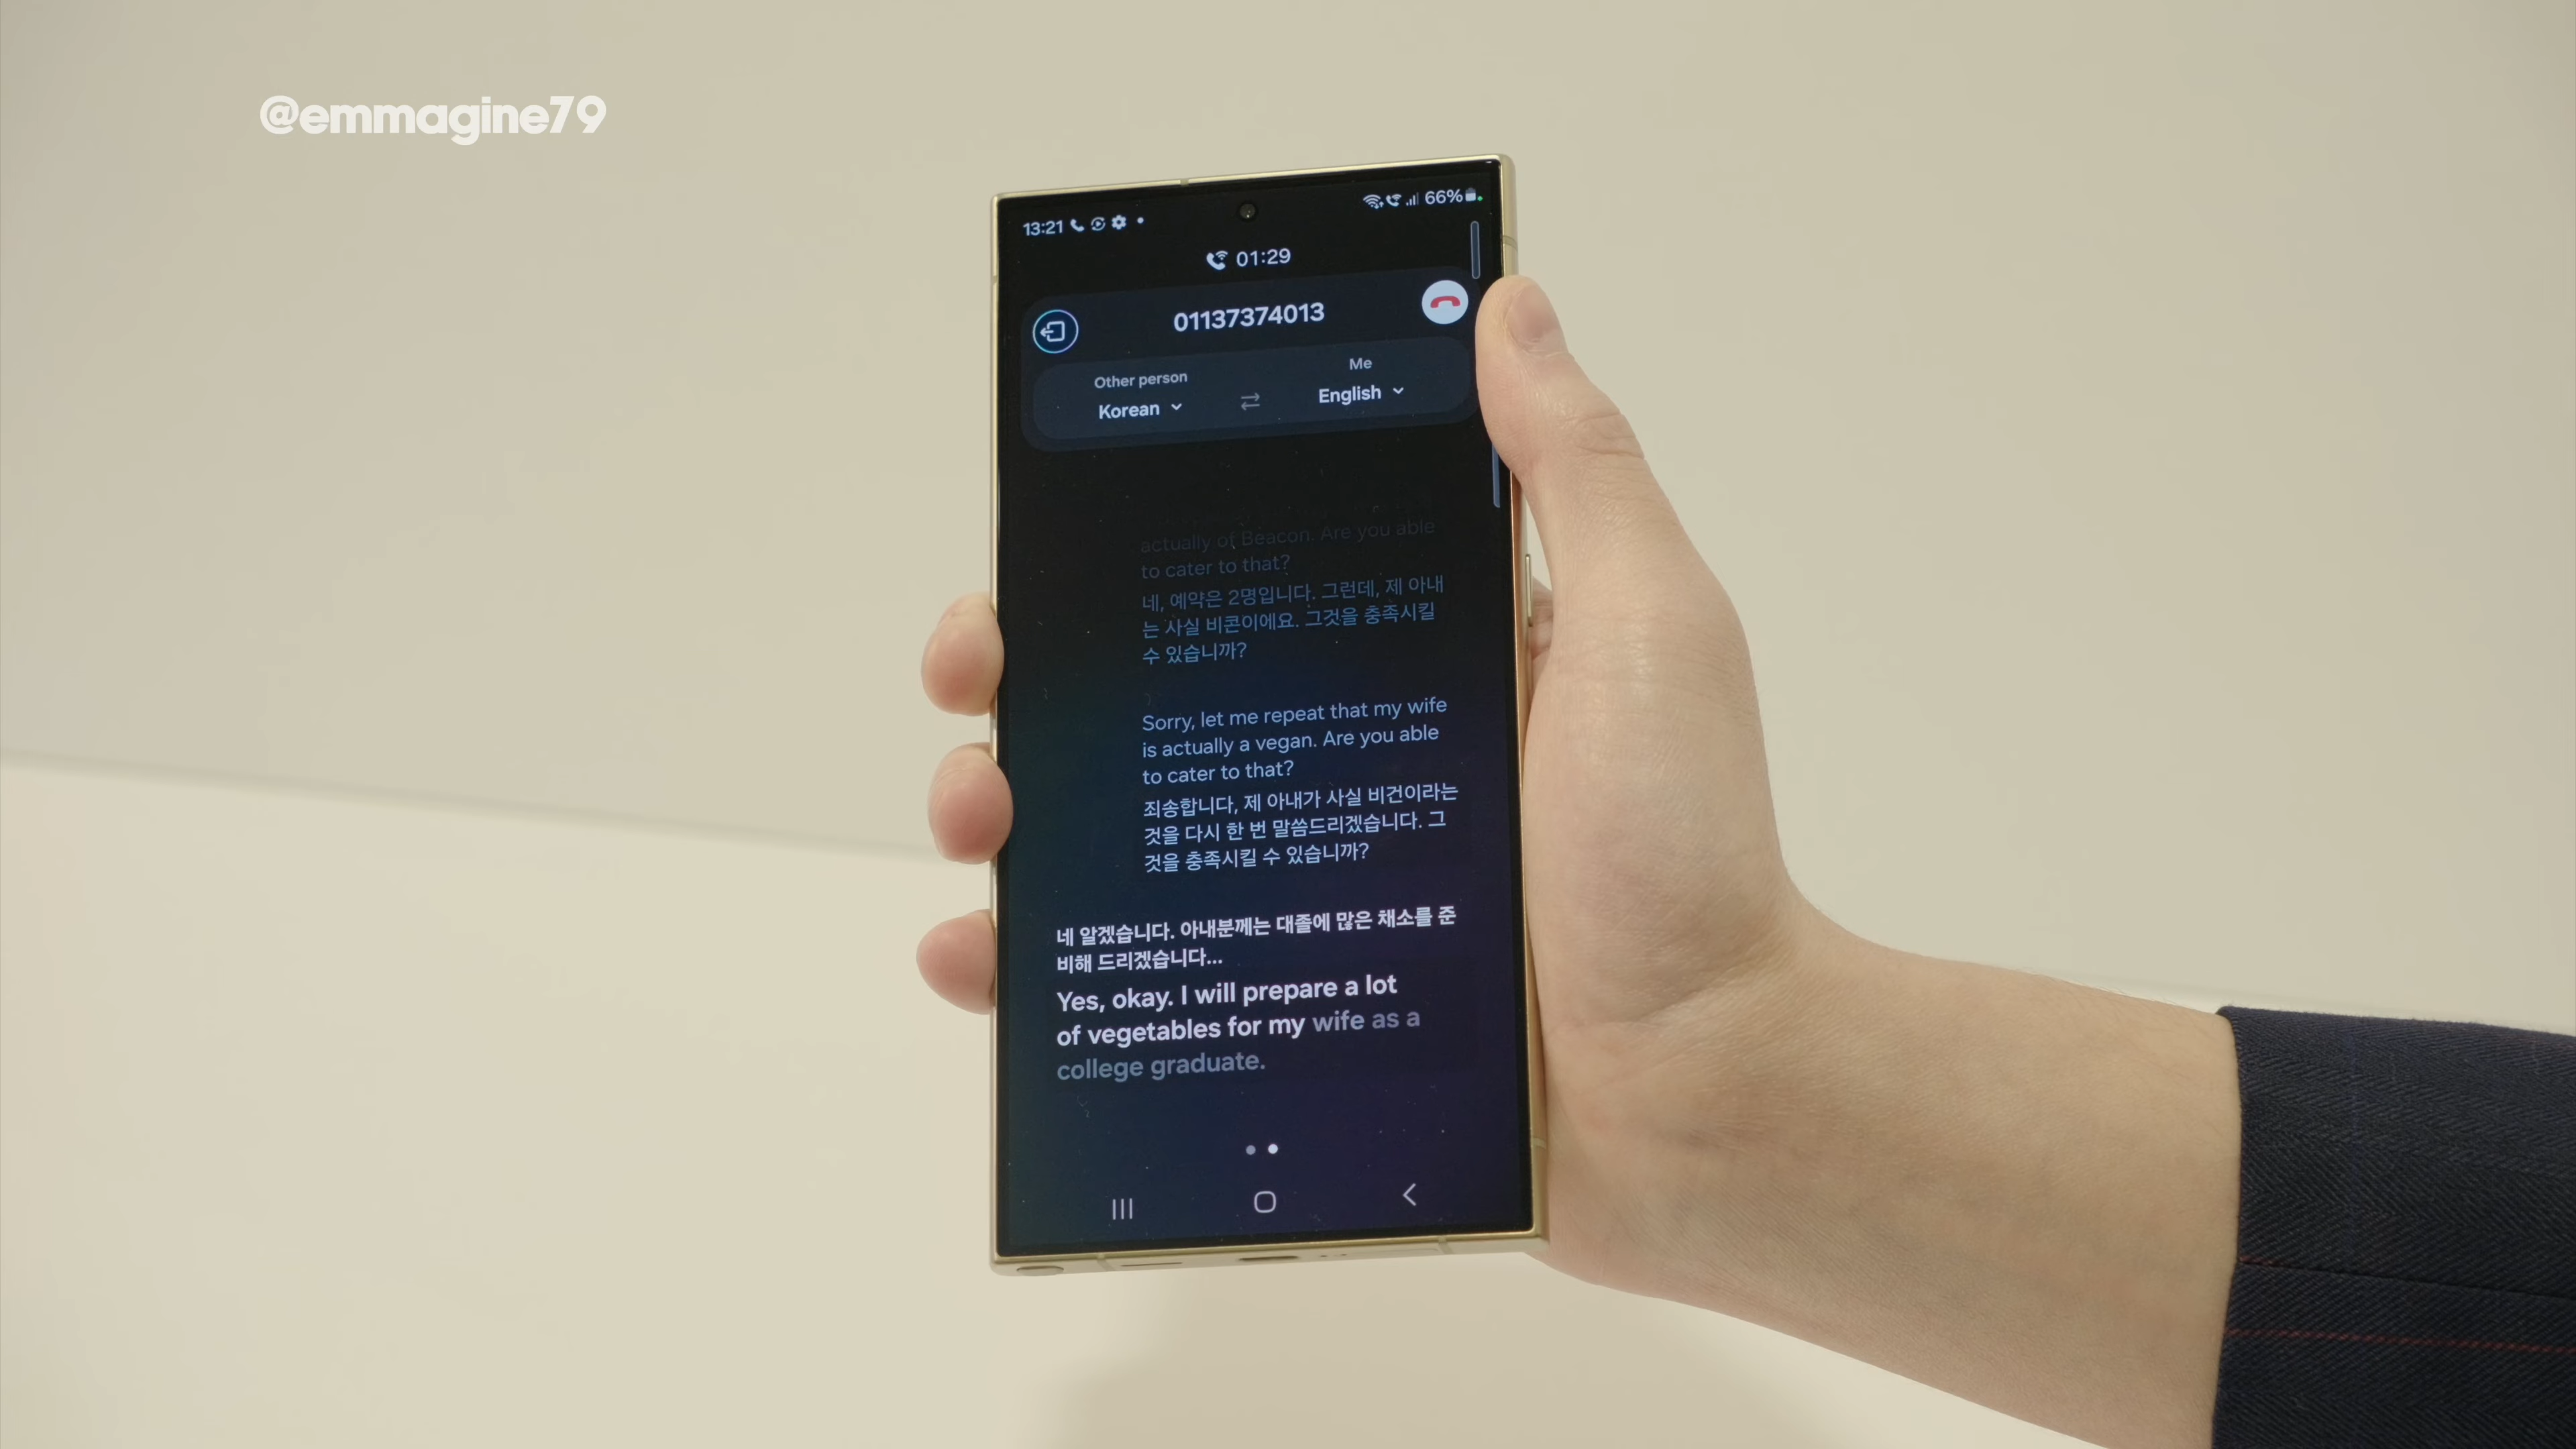 @emmagine79
13:21
66%
01:29
01137374013
Other person
Me
Korean
English
actually of Beacon. Are you able
to cater to that?
네, 예약은 2명입니다. 그런데, 제 아내
는 사실 비콘이에요. 그것을 충족시킬
수 있습니까?
Sorry, let me repeat that my wife
is actually a vegan. Are you able
to cater to that?
죄송합니다, 제 아내가 사실 비건이라는
것을 다시 한 번 말씀드리겠습니다. 그
것을 충족시킬 수 있습니까?
네 알겠습니다. 아내분께는 대졸에 많은 채소를 준
비해 드리겠습니다...
Yes, okay. I will prepare a lot
of vegetables for my wife as a
college graduate.